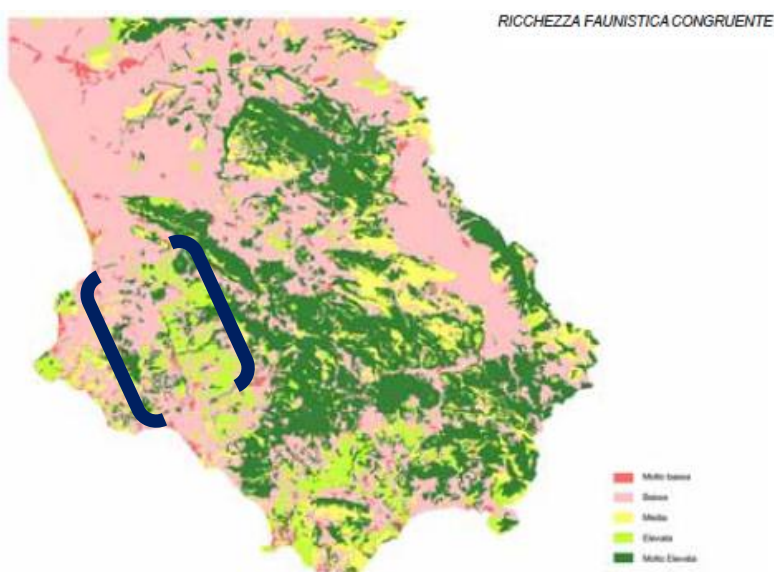 RICCHEZZA FAUNISTICA CONGRUENTE
Molto bassa
Bassa
Media
Elevata
Molto Elevata